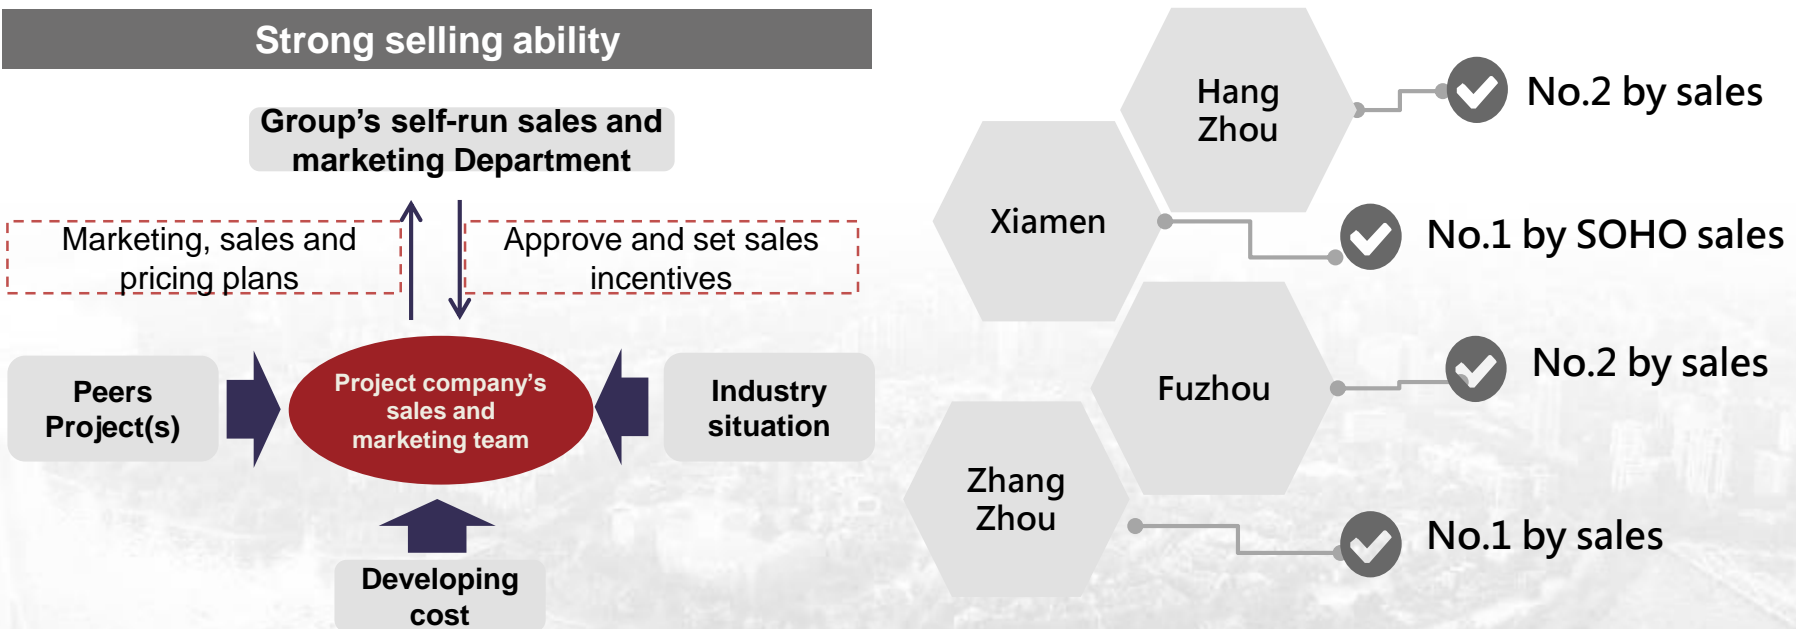 Strong selling ability
Group’s self-run sales and
marketing Department
Marketing, sales and
pricing plans
Approve and set sales
incentives
Peers
Project(s)
Project company’s
sales and
marketing team
Industry
situation
Developing
cost
Hang
Zhou
No.2 by sales
Xiamen
No.1 by SOHO sales
Fuzhou
No.2 by sales
Zhang
Zhou
No.1 by sales